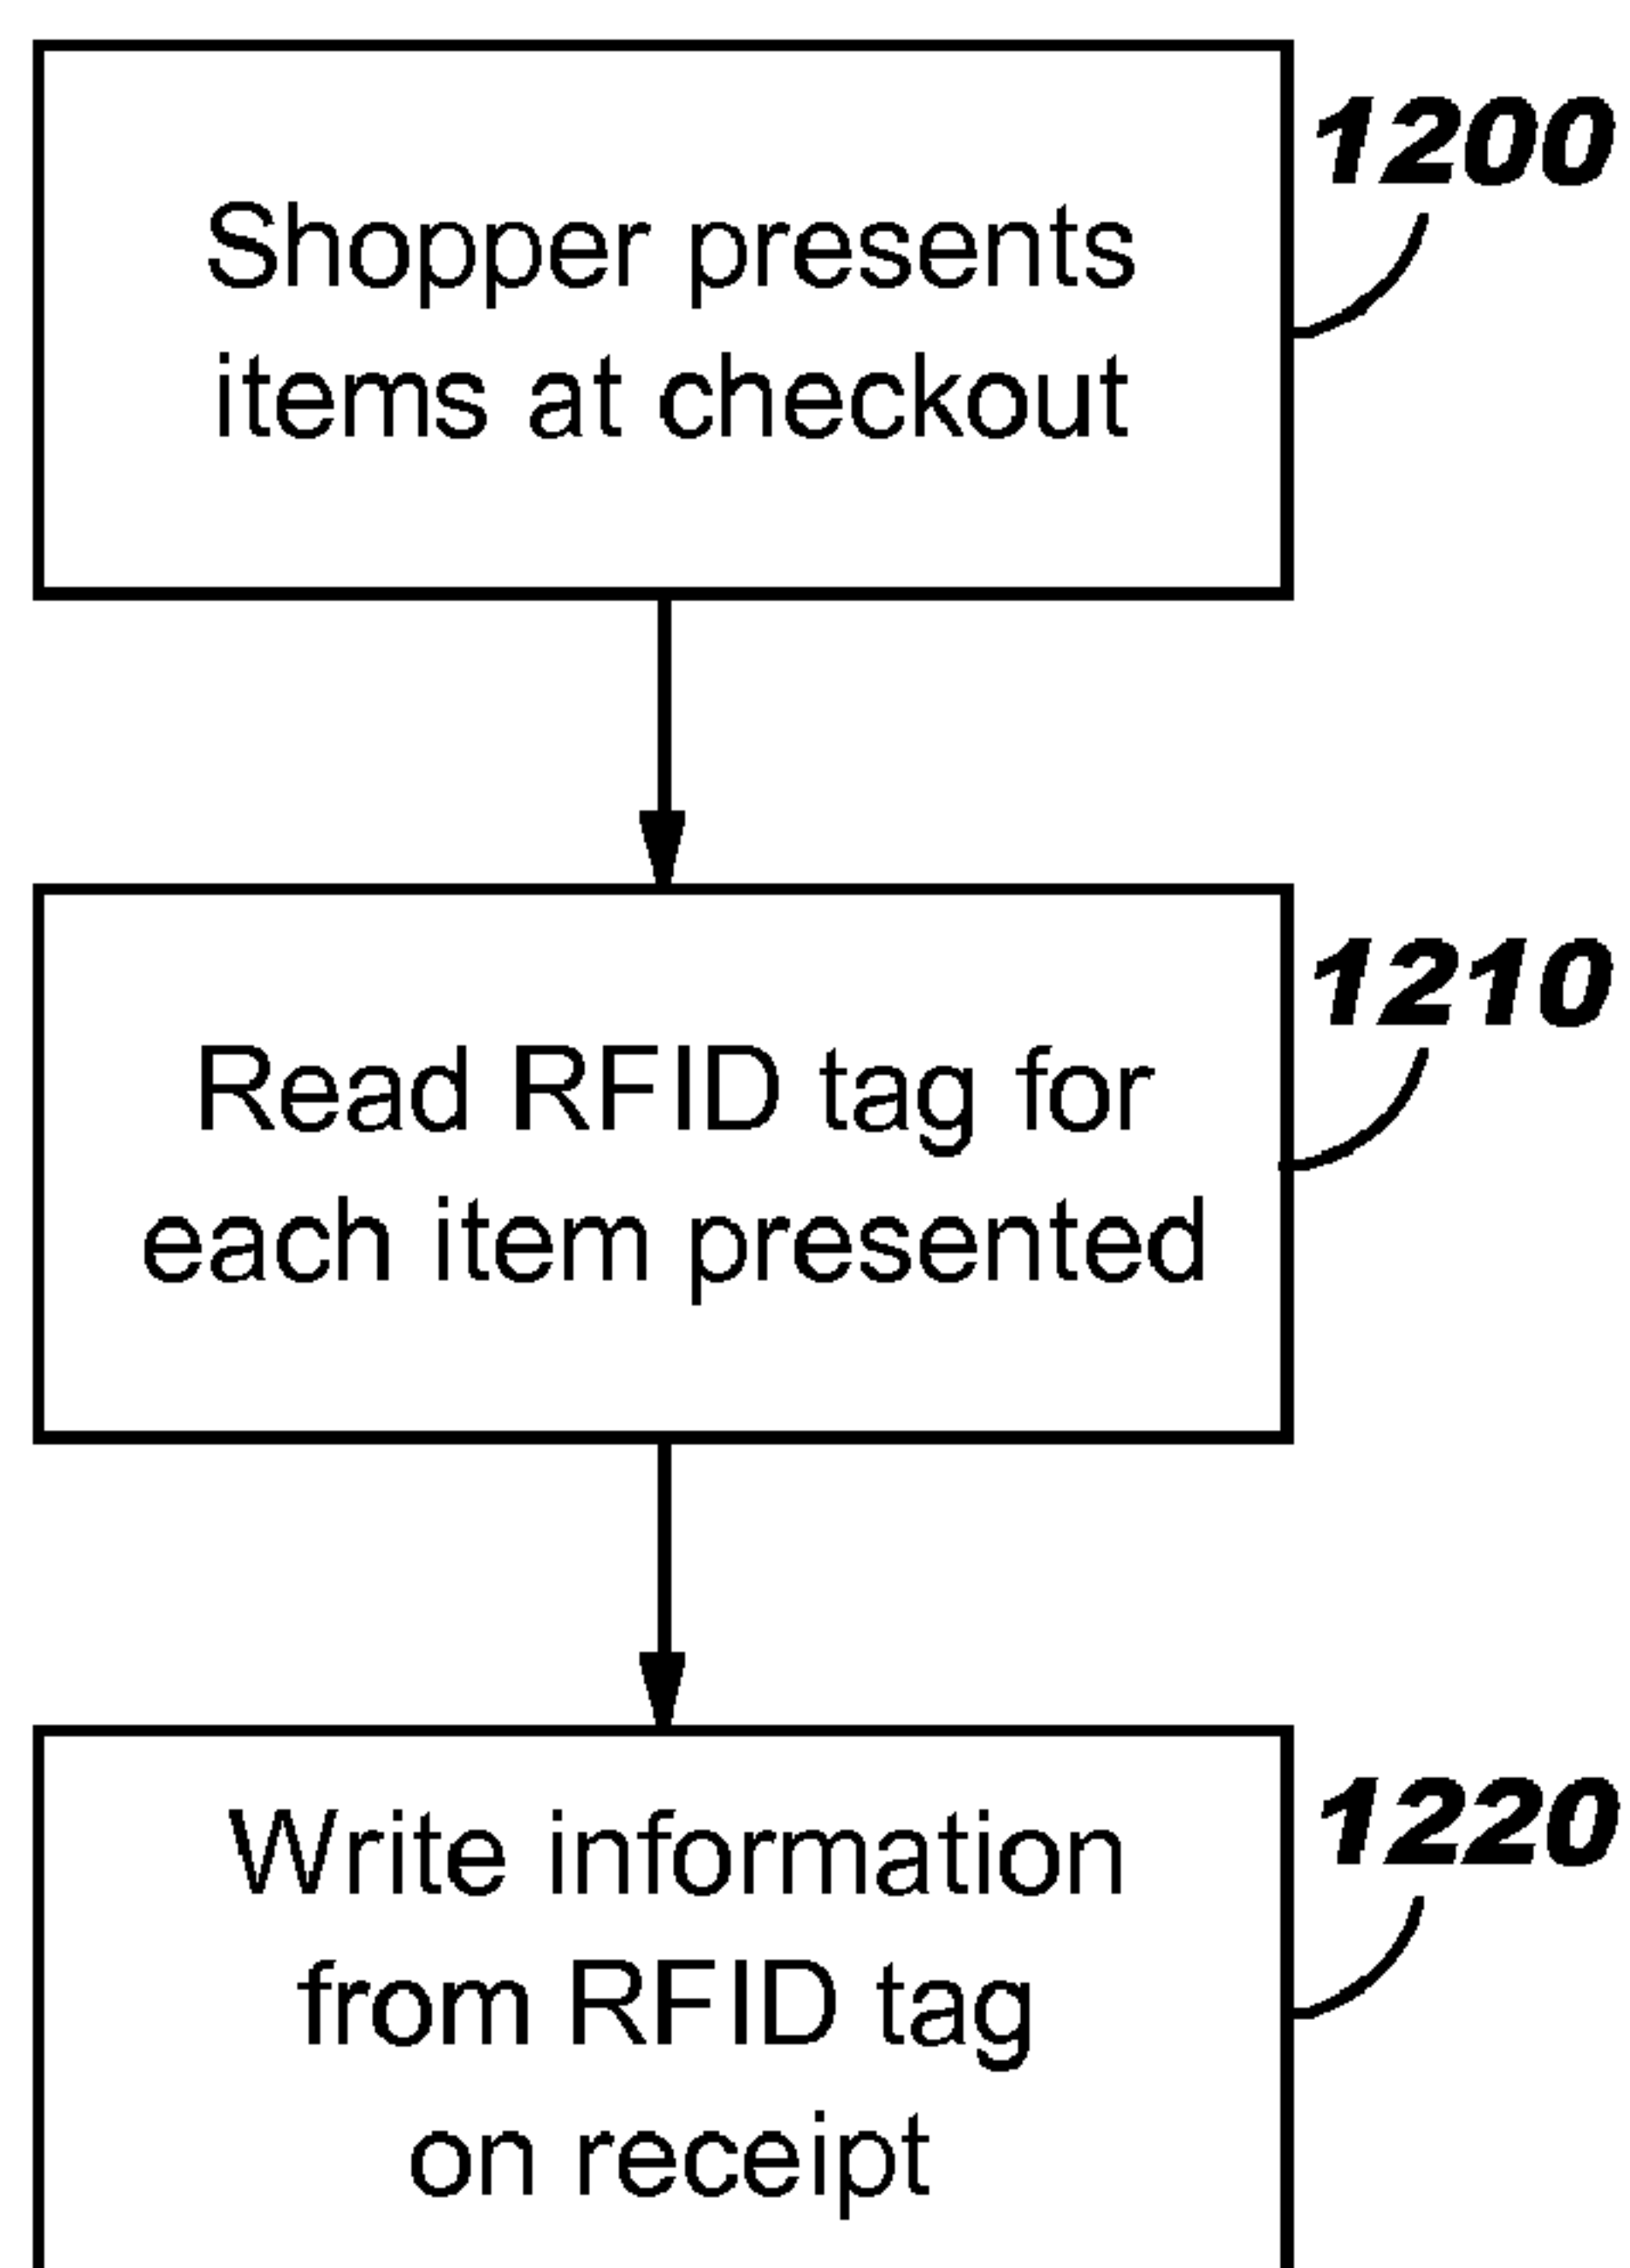 1200
Shopper presents
items at checkout
1210
Read RFID tag for
each item presented
1220
Write information
from RFID tag
on receipt